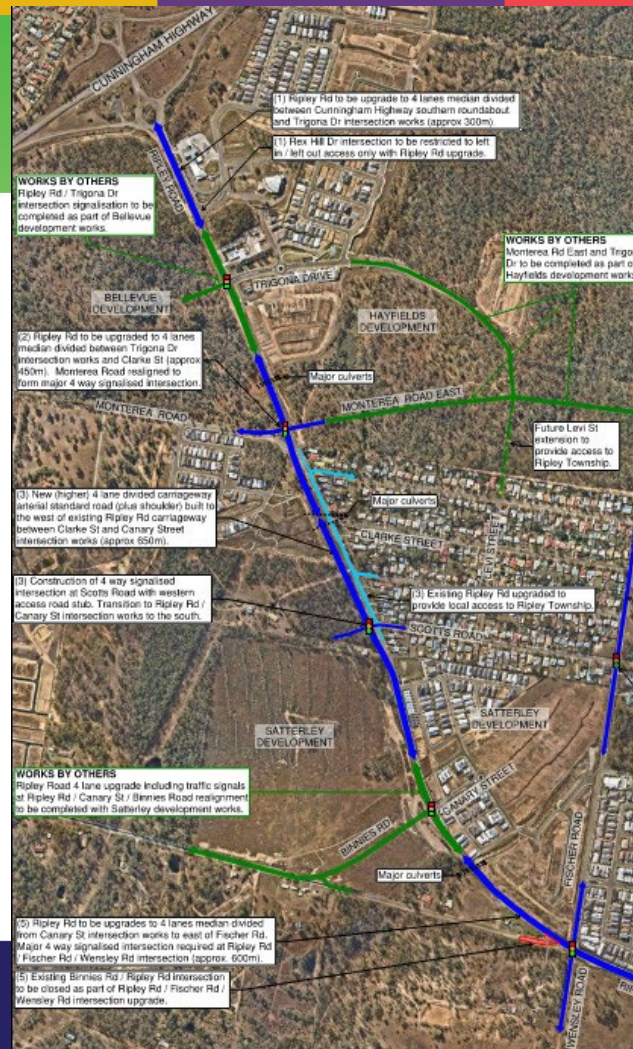 CUNNINGHAM HIGHWAY
(1) Ripley Rd to be upgrade to 4 lanes median divided
between Cunningham Highway southern roundabout
and Trigona Dr intersection works (approx 300m).
(1) Rex Hill Dr intersection to be restricted to left
in / left out access only with Ripley Rd upgrade.
RIPLEY ROAD
WORKS BY OTHERS
Ripley Rd / Trigona Dr
intersection signalisation to be
completed as part of Bellevue
development works.
WORKS BY OTHERS
Monterea Rd East and Trigo
Dr to be completed as part o
Hayfields development work
TRIGONA DRIVE
BELLEVUE
DEVELOPMENT
HAYFIELDS
DEVELOPMENT
(2) Ripley Rd to be upgraded to 4 lanes
median divided between Trigona Dr
intersection works and Clarke St (approx
450m). Monterea Road realigned to
form major 4 way signalised intersection.
Major culverts
MONTEREA ROAD
MONTEREA ROAD EAST
Future Levi St
extension to
provide access to
Ripley Township.
(3) New (higher) 4 lane divided carriageway
arterial standard road (plus shoulder) built to
the west of existing Ripley Rd carriageway
between Clarke St and Canary Street
intersection works (approx 650m).
Major culverts
CLARKE STREET
LEVI STREET
(3) Construction of 4 way signalised
intersection at Scotts Road with western
access road stub. Transition to Ripley Rd /
Canary St intersection works to the south.
(3) Existing Ripley Rd upgraded to
provide local access to Ripley Township.
SCOTTS ROAD
SATTERLEY
DEVELOPMENT
SATTERLEY
DEVELOPMENT
WORKS BY OTHERS
Ripley Road 4 lane upgrade including traffic signals
at Ripley Rd / Canary St / Binnies Road realignment
to be completed with Satterley development works.
CANARY STREET
BINNIES RD
FISCHER ROAD
Major culverts
(5) Ripley Rd to be upgrades to 4 lanes median divided
from Canary St intersection works to east of Fischer Rd.
Major 4 way signalised intersection required at Ripley Rd
/ Fischer Rd / Wensley Rd intersection (approx. 600m).
(5) Existing Binnies Rd / Ripley Rd intersection
to be closed as part of Ripley Rd / Fischer Rd /
Wensley Rd intersection upgrade.
WENSLEY ROAD